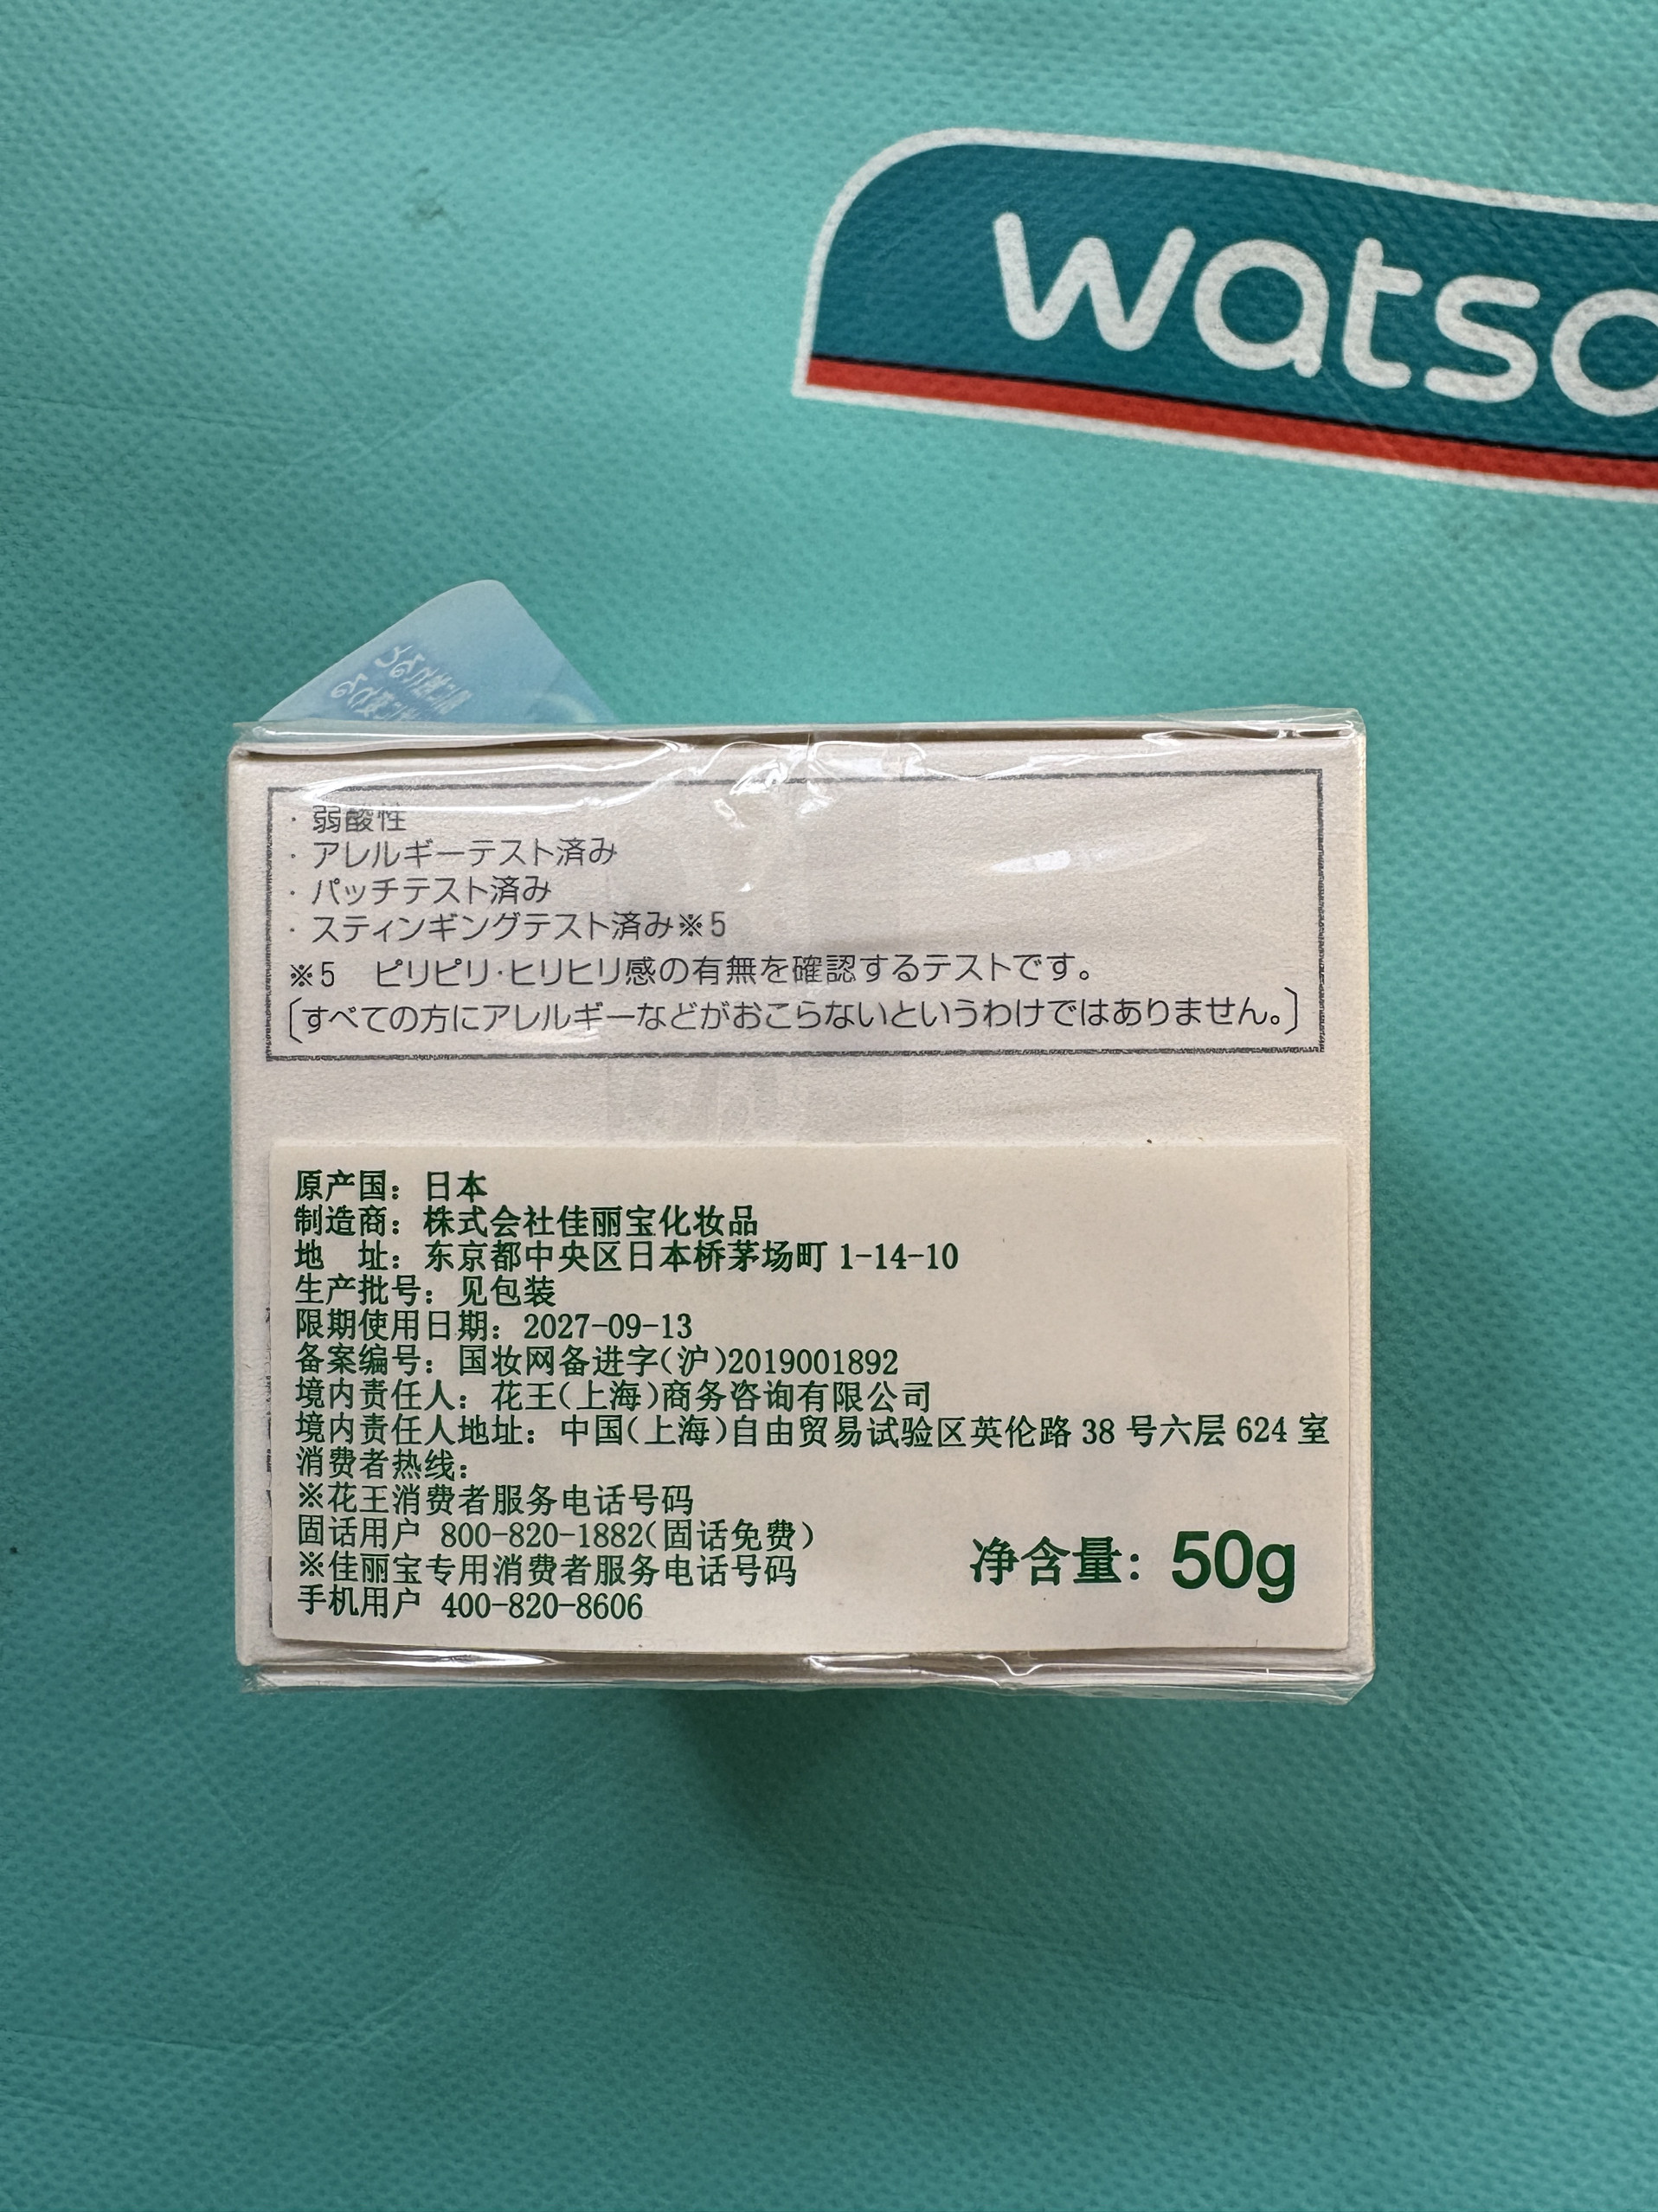 watso
・弱酸性
・アレルギーテスト済み
・パッチテスト済み
・スティンギングテスト済み※5
※5　ピリピリ・ヒリヒリ感の有無を確認するテストです。
〔すべての方にアレルギーなどがおこらないというわけではありません。〕
原产国：日本
制造商：株式会社佳丽宝化妆品
地　址：东京都中央区日本桥茅场町 1-14-10
生产批号：见包装
限期使用日期：2027-09-13
备案编号：国妆网备进字(沪)2019001892
境内责任人：花王(上海)商务咨询有限公司
境内责任人地址：中国(上海)自由贸易试验区英伦路 38 号六层 624 室
消费者热线：
※花王消费者服务电话号码
固话用户 800-820-1882(固话免费)
※佳丽宝专用消费者服务电话号码
手机用户 400-820-8606
净含量：50g